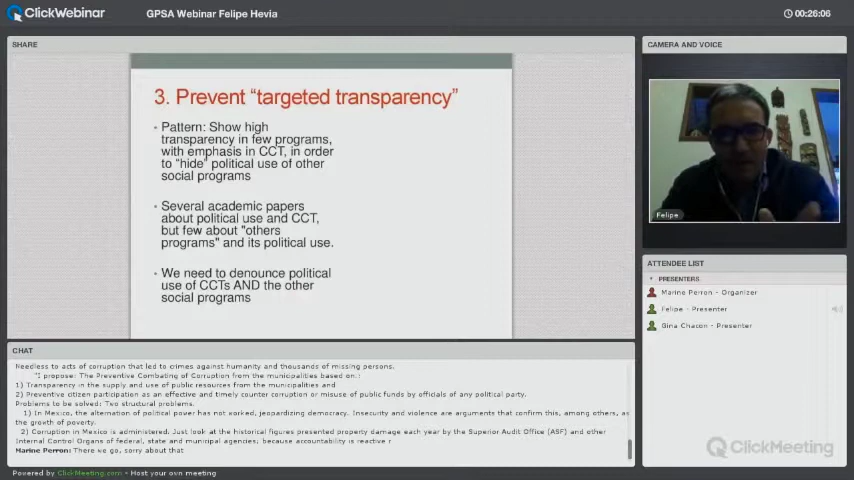 ClickWebinar
GPSA Webinar Felipe Hevia
00:26:06
SHARE
3. Prevent “targeted transparency”
• Pattern: Show high
transparency in few programs,
with emphasis in CCT, in order
to “hide” political use of other
social programs
• Several academic papers
about political use and CCT,
but few about "others
programs" and its political use.
• We need to denounce political
use of CCTs AND the other
social programs
CAMERA AND VOICE
Felipe
ATTENDEE LIST
PRESENTERS
Marine Perron - Organizer
Felipe - Presenter
Gina Chacon - Presenter
CHAT
Needless to acts of corruption that led to crimes against humanity and thousands of missing persons.
"I propose: The Preventive Combating of Corruption from the municipalities based on.:
1) Transparency in the supply and use of public resources from the municipalities and
2) Preventive citizen participation as an effective and timely counter corruption or misuse of public funds by officials of any political party.
Problems to be solved: Two structural problems.
1) In Mexico, the alternation of political power has not worked, jeopardizing democracy. Insecurity and violence are arguments that confirm this, among others, as
the growth of poverty.
2) Corruption in Mexico is administered. Just look at the historical figures presented property damage each year by the Superior Audit Office (ASF) and other
Internal Control Organs of federal, state and municipal agencies; because accountability is reactive r
Marine Perron: There we go, sorry about that
ClickMeeting
Powered by ClickMeeting.com • Host your own meeting